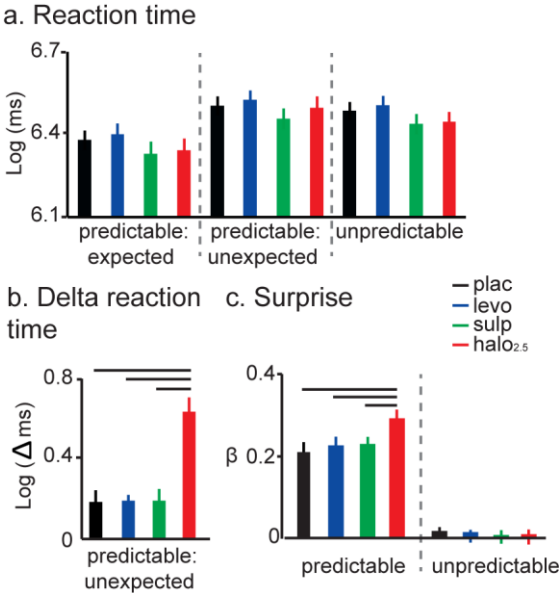 a. Reaction time
6.7
6.4
6.1
Log (ms)
predictable:
expected
predictable:
unexpected
unpredictable
b. Delta reaction
time
0.8
0.4
0
Log (Δms)
predictable:
unexpected
c. Surprise
plac
levo
sulp
halo2.5
0.4
0.2
0
β
predictable
unpredictable